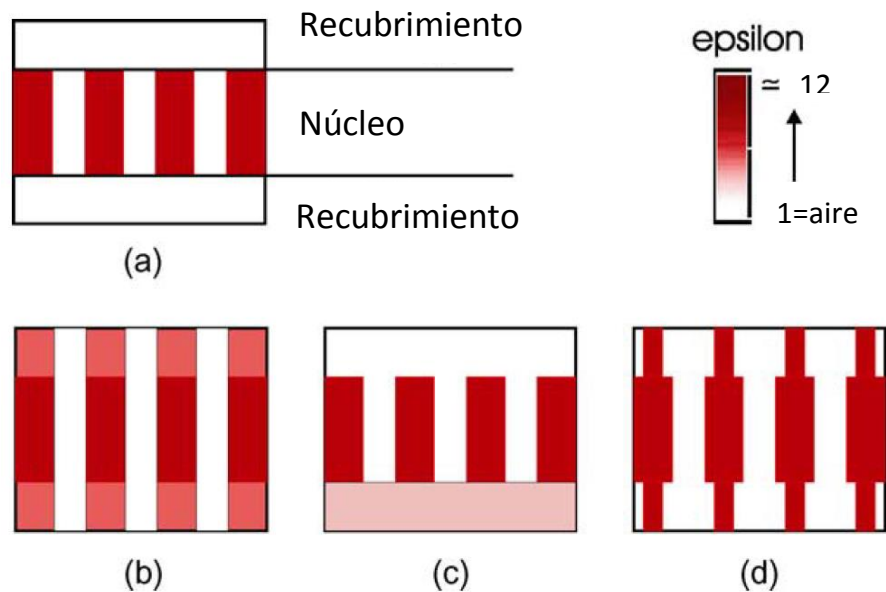 Recubrimiento
epsilon
≃ 12
Núcleo
1=aire
Recubrimiento
(a)
(b)
(c)
(d)